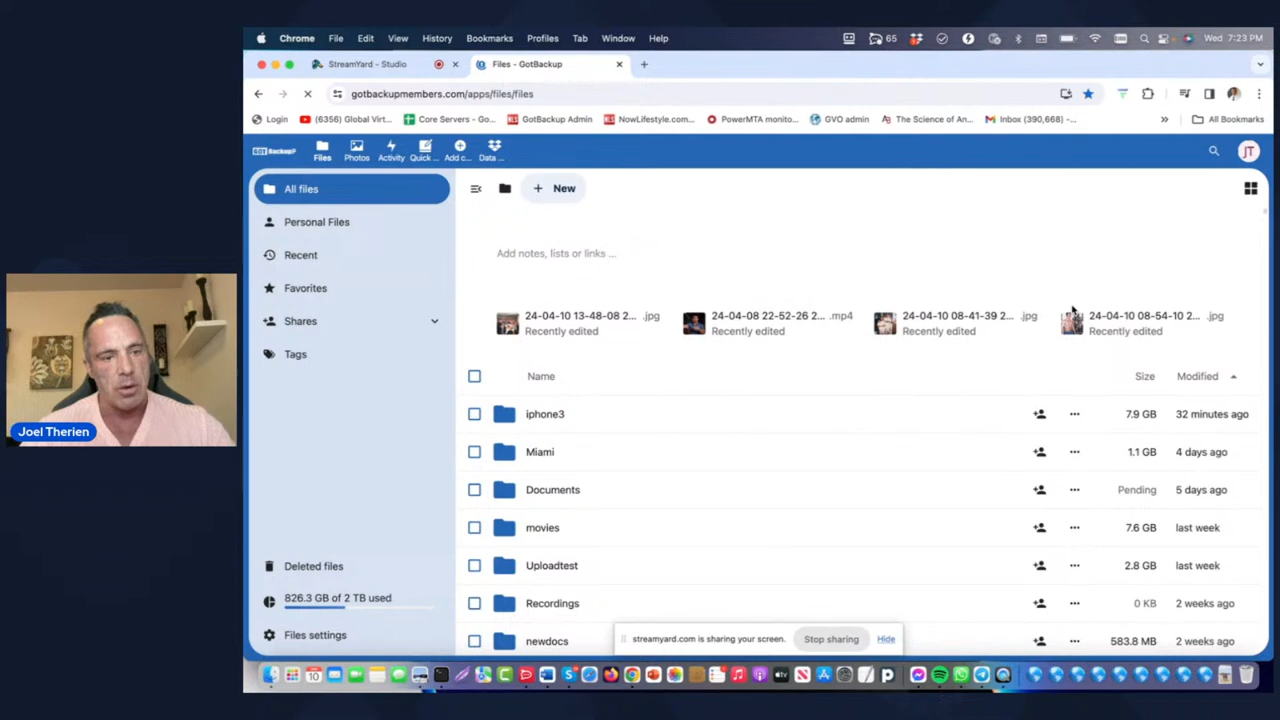 Chrome File Edit View History Bookmarks Profiles Tab Window Help 65 Wed 7:23 PM
StreamYard - Studio Files - GotBackup
gotbackupmembers.com/apps/files/files
Login (6356) Global Virt... Core Servers - Go... GotBackup Admin NowLifestyle.com... PowerMTA monito... GVO admin The Science of An... Inbox (390,668) -... All Bookmarks
Files Photos Activity Quick ... Add c... Data ... JT
All files
+ New
Personal Files
Recent
Favorites
Shares
Tags
Deleted files
826.3 GB of 2 TB used
Files settings
Add notes, lists or links ...
24-04-10 13-48-08 2... .jpg
Recently edited
24-04-08 22-52-26 2... .mp4
Recently edited
24-04-10 08-41-39 2... .jpg
Recently edited
24-04-10 08-54-10 2... .jpg
Recently edited
Name Size Modified
iphone3 7.9 GB 32 minutes ago
Miami 1.1 GB 4 days ago
Documents Pending 5 days ago
movies 7.6 GB last week
Uploadtest 2.8 GB last week
Recordings 0 KB 2 weeks ago
newdocs 583.8 MB 2 weeks ago
streamyard.com is sharing your screen. Stop sharing Hide
Joel Therien